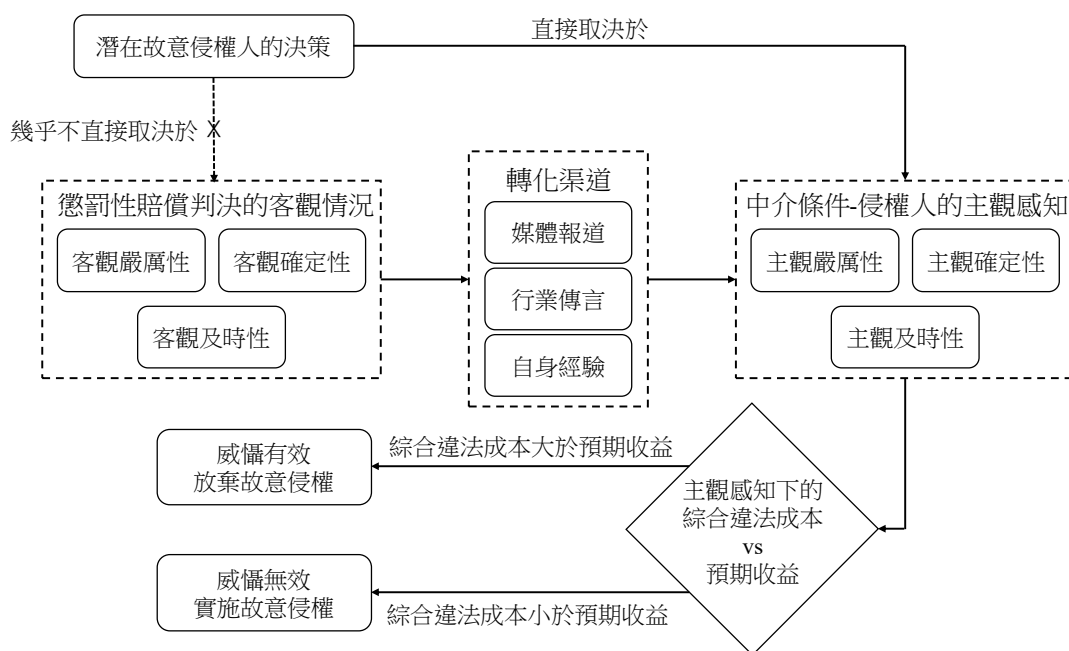 潛在故意侵權人的決策
直接取決於
幾乎不直接取決於 X
懲罰性賠償判決的客觀情況
客觀嚴厲性
客觀確定性
客觀及時性
轉化渠道
媒體報道
行業傳言
自身經驗
中介條件-侵權人的主觀感知
主觀嚴厲性
主觀確定性
主觀及時性
威懾有效
放棄故意侵權
綜合違法成本大於預期收益
主觀感知下的
綜合違法成本
vs
預期收益
威懾無效
實施故意侵權
綜合違法成本小於預期收益